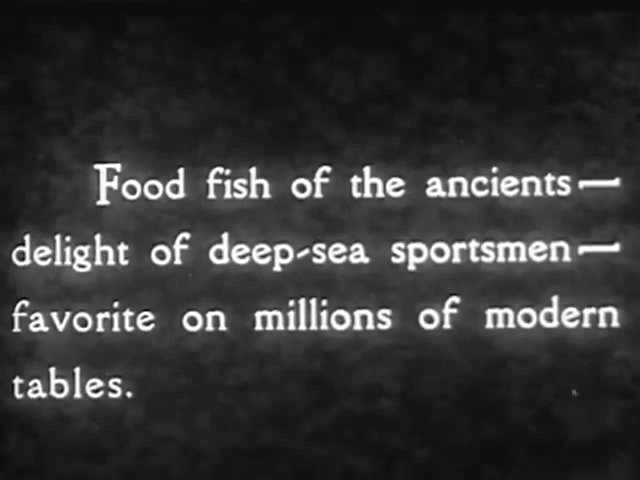 Food fish of the ancients—
delight of deep-sea sportsmen—
favorite on millions of modern
tables.